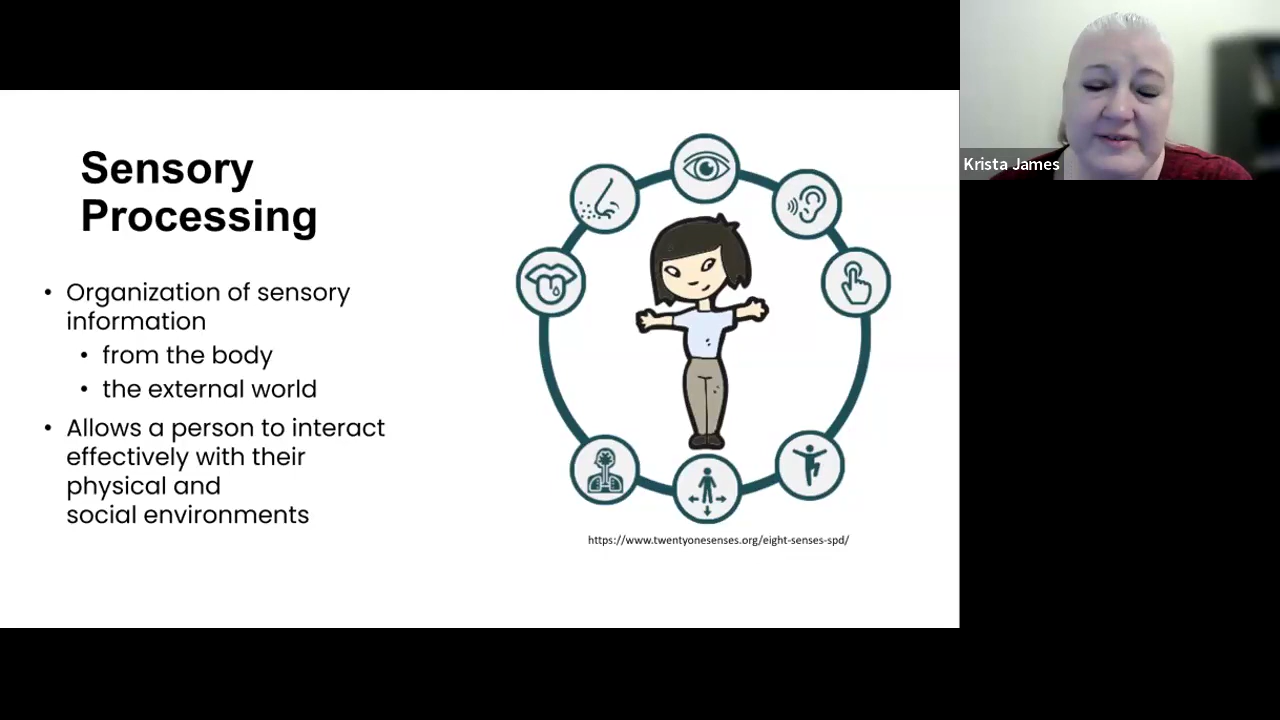 Sensory
Processing
• Organization of sensory
information
• from the body
• the external world
• Allows a person to interact
effectively with their
physical and
social environments
https://www.twentyonesenses.org/eight-senses-spd/
Krista James